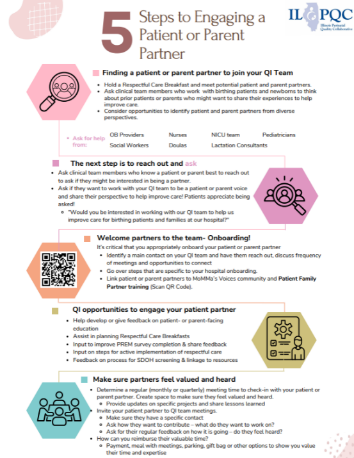 5 Steps to Engaging a
Patient or Parent
Partner
IL PQC
Illinois Perinatal
Quality Collaborative
Finding a patient or parent partner to join your QI Team
• Hold a Respectful Care Breakfast and meet potential patient and parent partners.
• Ask clinical team members who work with birthing patients and newborns to think
about prior patients or parents who might want to share their experiences to help
improve care.
• Consider opportunities to identify patient and parent partners from diverse
perspectives.
• Ask for help
from:
OB Providers Nurses NICU team Pediatricians
Social Workers Doulas Lactation Consultants
The next step is to reach out and ask
• Ask clinical team members who know a patient or parent best to reach out
to ask if they might be interested in being a partner.
• Ask if they want to work with your QI team to be a patient or parent voice
and share their perspective to help improve care! Patients appreciate being
asked!
◦ "Would you be interested in working with our QI team to help us
improve care for birthing patients and families at our hospital?"
Welcome partners to the team- Onboarding!
It's critical that you appropriately onboard your patient or parent partner
• Identify a main contact on your QI team and have them reach out, discuss frequency
of meetings and opportunities to connect
• Go over steps that are specific to your hospital onboarding.
• Link patient or parent partners to MoMMA's Voices community and Patient Family
Partner training (Scan QR Code).
QI opportunities to engage your patient partner
• Help develop or give feedback on patient- or parent-facing
education
• Assist in planning Respectful Care Breakfasts
• Input to improve PREM survey completion & share feedback
• Input on steps for active implementation of respectful care
• Feedback on process for SDOH screening & linkage to resources
Make sure partners feel valued and heard
• Determine a regular (monthly or quarterly) meeting time to check-in with your patient or
parent partner. Create space to make sure they feel valued and heard.
◦ Provide updates on specific projects and share lessons learned
• Invite your patient partner to QI team meetings.
◦ Make sure they have a specific contact
◦ Ask how they want to contribute - what do they want to work on?
◦ Ask for their regular feedback on how it is going - do they feel heard?
• How can you reimburse their valuable time?
◦ Payment, meal with meetings, parking, gift bag or other options to show you value
their time and expertise